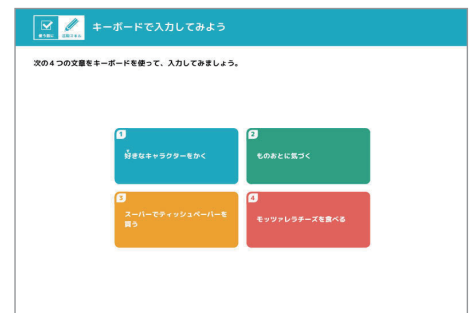 キーボードで入力してみよう
次の4つの文章をキーボードを使って、入力してみましょう。
1
好きなキャラクターをかく
2
ものおとに気づく
3
スーパーでティッシュペーパーを
買う
4
モッツァレラチーズを食べる